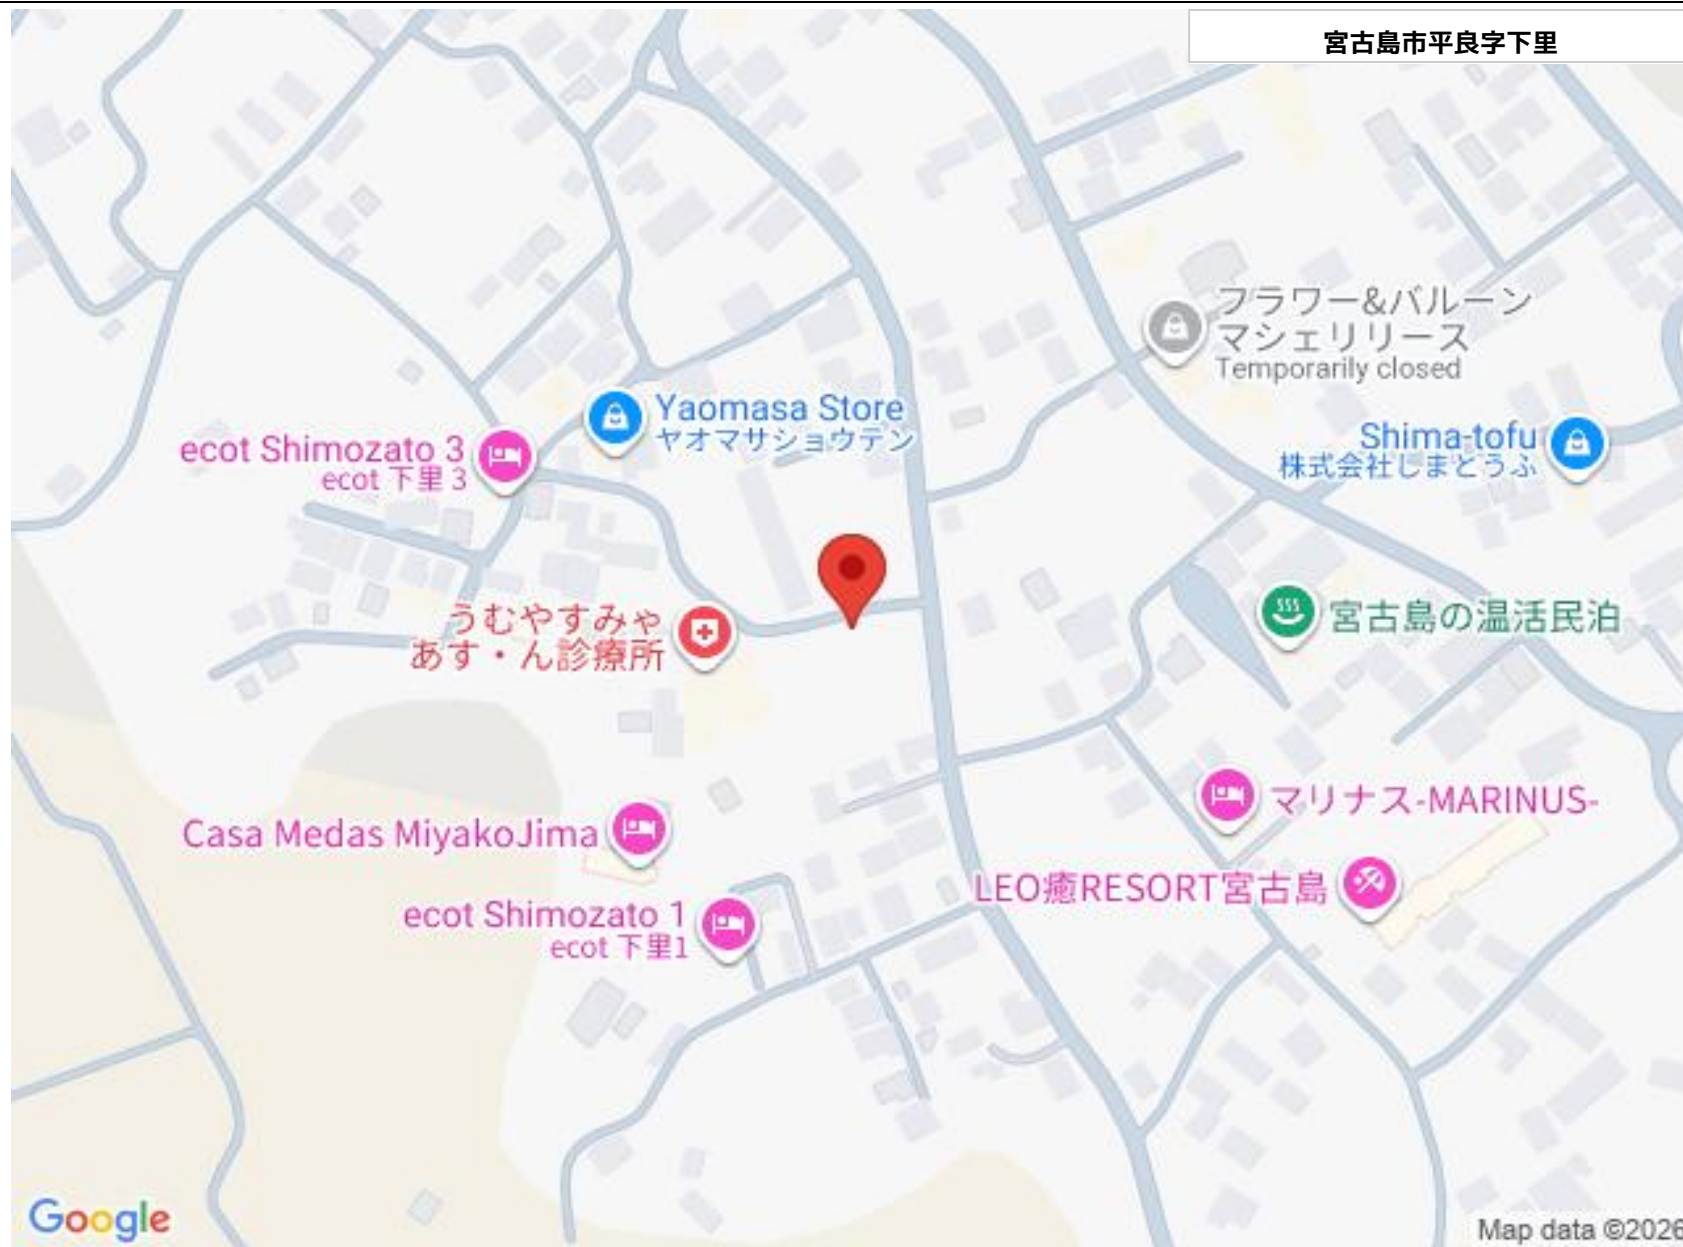 宮古島市平良字下里
フラワー&バルーン
マシェリリース
Temporarily closed
Yaomasa Store
ヤオマサショウテン
ecot Shimozato 3
ecot 下里 3
Shima-tofu
株式会社しまとうふ
うむやすみゃ
あす・ん診療所
宮古島の温活民泊
マリナス-MARINUS-
Casa Medas MiyakoJima
LEO癒RESORT宮古島
ecot Shimozato 1
ecot 下里1
Google
Map data ©2026